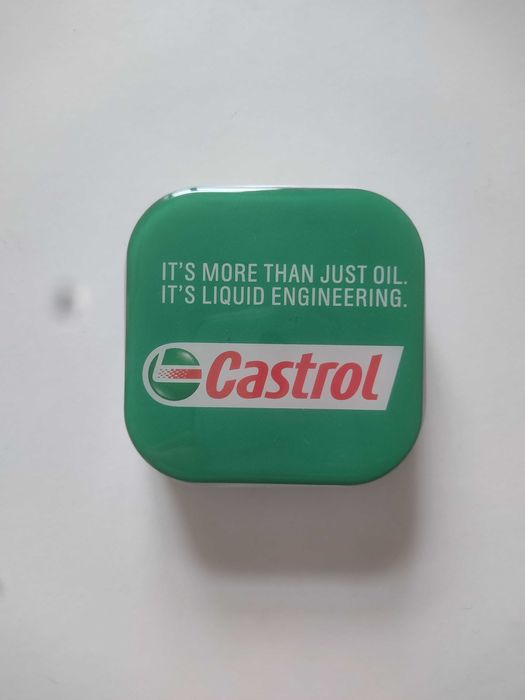 IT'S MORE THAN JUST OIL.
IT'S LIQUID ENGINEERING.
Castrol